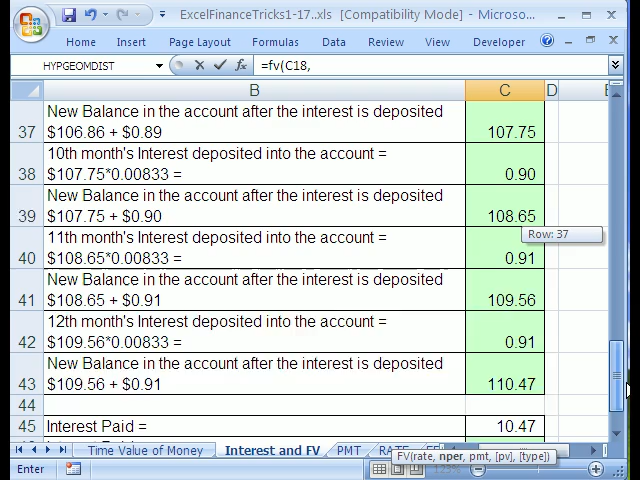 ExcelFinanceTricks1-17..xls [Compatibility Mode] - Microso...
Home Insert Page Layout Formulas Data Review View Developer
HYPGEOMDIST =fv(C18,
B C D
New Balance in the account after the interest is deposited
37 $106.86 + $0.89 107.75
10th month's Interest deposited into the account =
38 $107.75*0.00833 = 0.90
New Balance in the account after the interest is deposited
39 $107.75 + $0.90 108.65
Row: 37
11th month's Interest deposited into the account =
40 $108.65*0.00833 = 0.91
New Balance in the account after the interest is deposited
41 $108.65 + $0.91 109.56
12th month's Interest deposited into the account =
42 $109.56*0.00833 = 0.91
New Balance in the account after the interest is deposited
43 $109.56 + $0.91 110.47
44
45 Interest Paid = 10.47
Time Value of Money Interest and FV PMT
FV(rate, nper, pmt, [pv], [type])
Enter